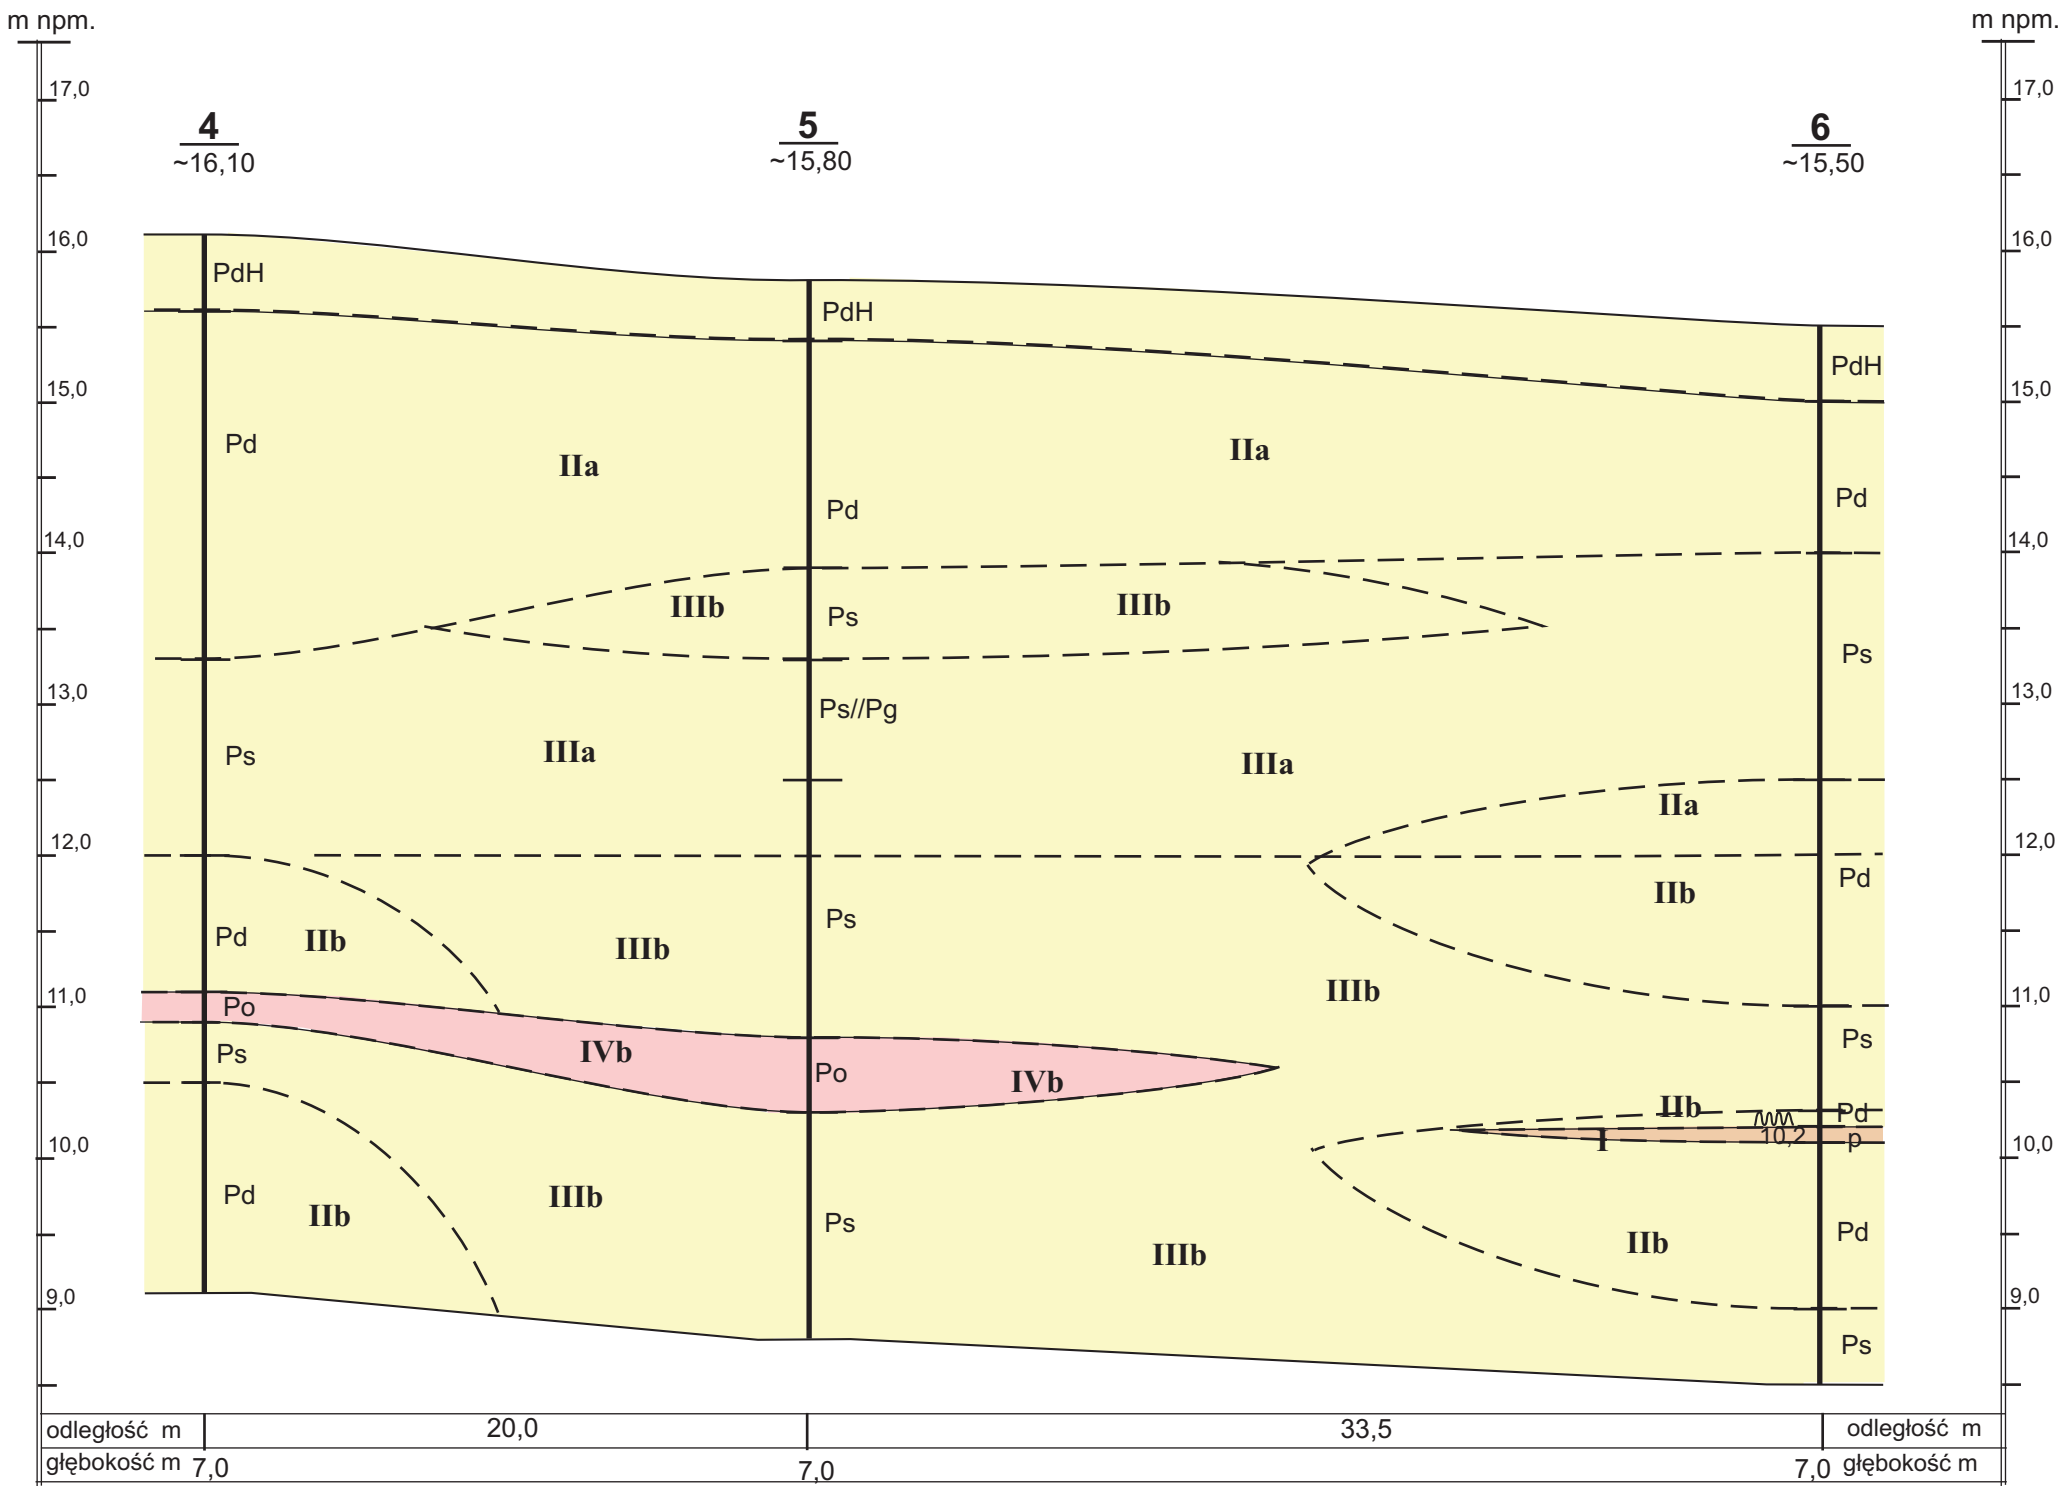 m npm. m npm.
17,0 17,0
4 5 6
~16,10 ~15,80 ~15,50
16,0 16,0
PdH
PdH
PdH
15,0 15,0
Pd IIa IIa
Pd Pd
14,0 14,0
IIIb Ps IIIb
Ps
13,0 13,0
Ps//Pg
Ps IIIa IIIa
IIa
12,0 12,0
Pd
IIb
Ps
Pd IIb IIIb
IIIb
11,0 11,0
Po
Ps IVb Ps
Po IVb
IIb Pd
10,0 I 10,2 p 10,0
Pd IIb IIIb
Ps IIIb IIb Pd
9,0 9,0
Ps
odległość m 20,0 33,5 odległość m
głębokość m 7,0 7,0 7,0 głębokość m